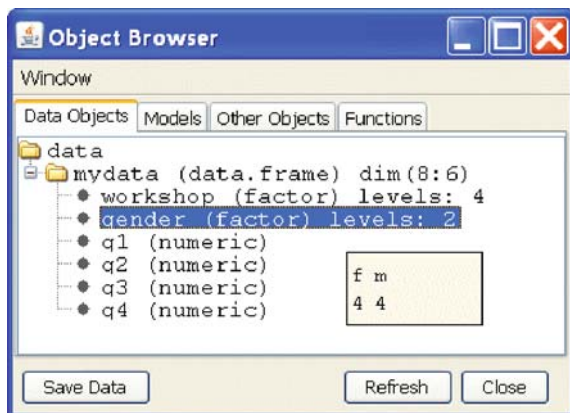 Object Browser
Window
Data Objects Models Other Objects Functions
data
mydata (data.frame) dim(8:6)
workshop (factor) levels: 4
gender (factor) levels: 2
q1 (numeric)
q2 (numeric)
q3 (numeric)
q4 (numeric)
f m
4 4
Save Data Refresh Close